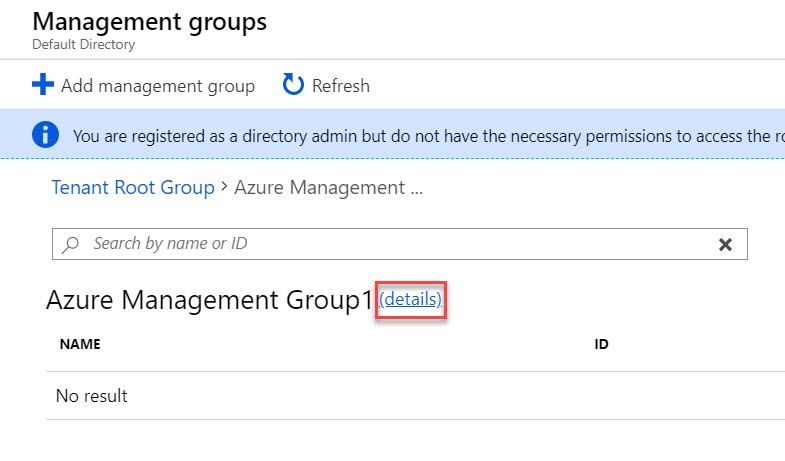 Management groups
Default Directory
Add management group Refresh
You are registered as a directory admin but do not have the necessary permissions to access the
Tenant Root Group > Azure Management ...
Search by name or ID
Azure Management Group1 (details)
NAME ID
No result